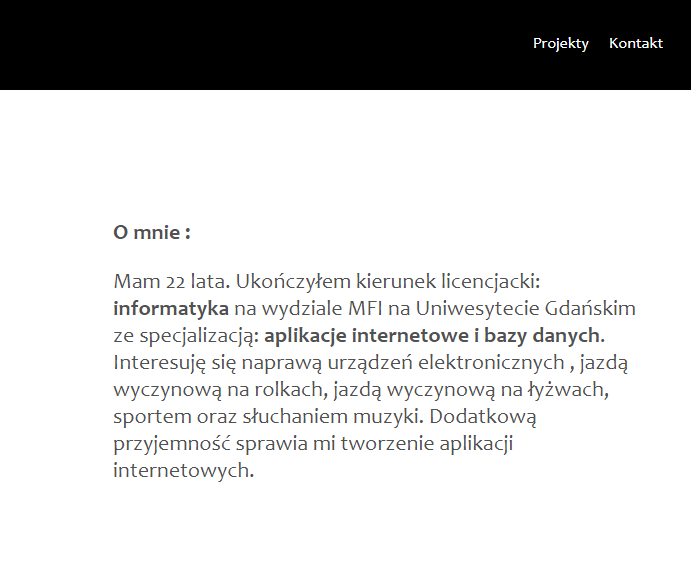 Projekty Kontakt
O mnie :
Mam 22 lata. Ukończyłem kierunek licencjacki:
informatyka na wydziale MFI na Uniwesytecie Gdańskim
ze specjalizacją: aplikacje internetowe i bazy danych.
Interesuję się naprawą urządzeń elektronicznych , jazdą
wyczynową na rolkach, jazdą wyczynową na łyżwach,
sportem oraz słuchaniem muzyki. Dodatkową
przyjemność sprawia mi tworzenie aplikacji
internetowych.